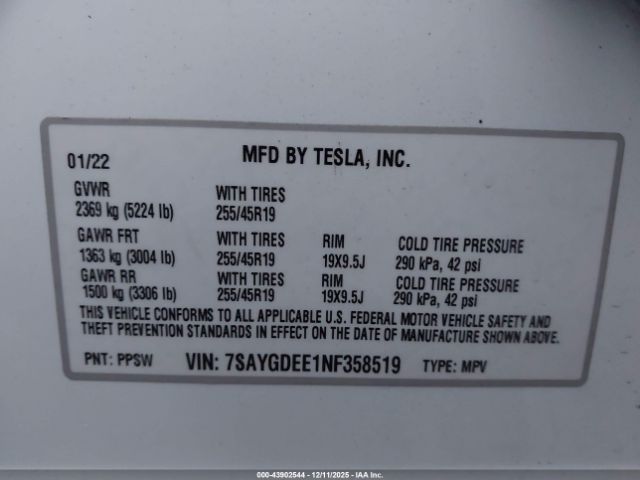 01/22 MFD BY TESLA, INC.
GVWR WITH TIRES
2369 kg (5224 lb) 255/45R19
GAWR FRT WITH TIRES RIM COLD TIRE PRESSURE
1363 kg (3004 lb) 255/45R19 19X9.5J 290 kPa, 42 psi
GAWR RR WITH TIRES RIM COLD TIRE PRESSURE
1500 kg (3306 lb) 255/45R19 19X9.5J 290 kPa, 42 psi
THIS VEHICLE CONFORMS TO ALL APPLICABLE U.S. FEDERAL MOTOR VEHICLE SAFETY AND
THEFT PREVENTION STANDARDS IN EFFECT ON THE DATE OF MANUFACTURE SHOWN ABOVE.
PNT: PPSW VIN: 7SAYGDEE1NF358519 TYPE: MPV
000-43902544 - 12/11/2025 - IAA Inc.